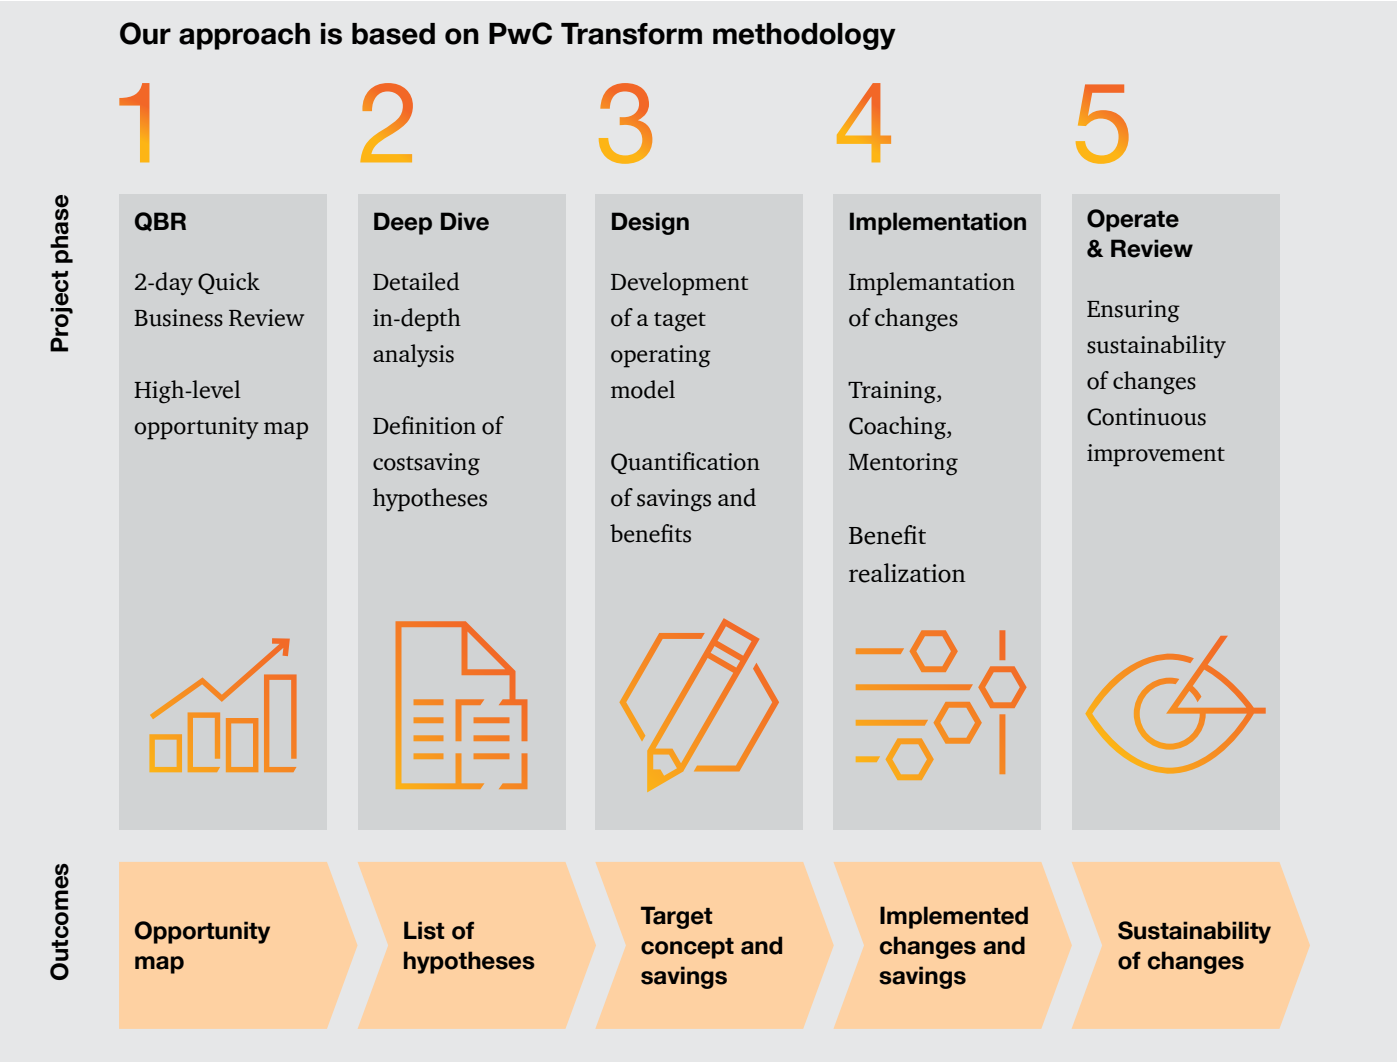 Our approach is based on PwC Transform methodology
1
2
3
4
5
Project phase
QBR
2-day Quick
Business Review
High-level
opportunity map
Deep Dive
Detailed
in-depth
analysis
Definition of
costsaving
hypotheses
Design
Development
of a taget
operating
model
Quantification
of savings and
benefits
Implementation
Implemantation
of changes
Training,
Coaching,
Mentoring
Benefit
realization
Operate
& Review
Ensuring
sustainability
of changes
Continuous
improvement
Outcomes
Opportunity
map
List of
hypotheses
Target
concept and
savings
Implemented
changes and
savings
Sustainability
of changes